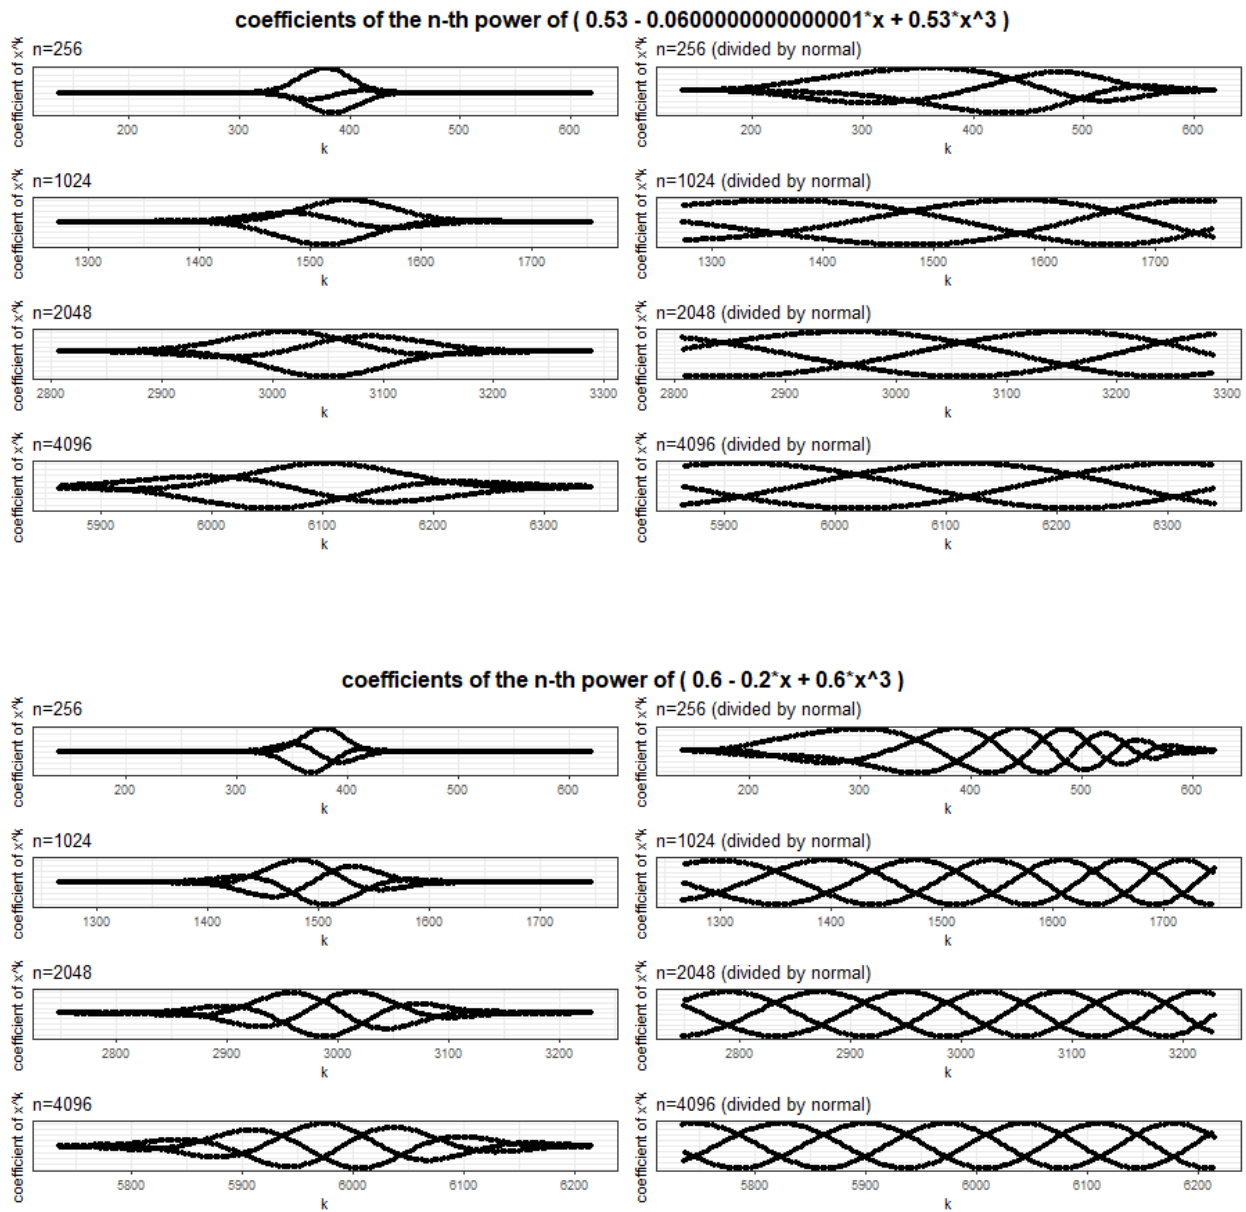 coefficients of the n-th power of ( 0.53 - 0.0600000000000001*x + 0.53*x^3 )
n=256
coefficient of x^k
200 300 400 500 600
k
n=256 (divided by normal)
coefficient of x^k
200 300 400 500 600
k
n=1024
coefficient of x^k
1300 1400 1500 1600 1700
k
n=1024 (divided by normal)
coefficient of x^k
1300 1400 1500 1600 1700
k
n=2048
coefficient of x^k
2800 2900 3000 3100 3200 3300
k
n=2048 (divided by normal)
coefficient of x^k
2800 2900 3000 3100 3200 3300
k
n=4096
coefficient of x^k
5900 6000 6100 6200 6300
k
n=4096 (divided by normal)
coefficient of x^k
5900 6000 6100 6200 6300
k
coefficients of the n-th power of ( 0.6 - 0.2*x + 0.6*x^3 )
n=256
coefficient of x^k
200 300 400 500 600
k
n=256 (divided by normal)
coefficient of x^k
200 300 400 500 600
k
n=1024
coefficient of x^k
1300 1400 1500 1600 1700
k
n=1024 (divided by normal)
coefficient of x^k
1300 1400 1500 1600 1700
k
n=2048
coefficient of x^k
2800 2900 3000 3100 3200
k
n=2048 (divided by normal)
coefficient of x^k
2800 2900 3000 3100 3200
k
n=4096
coefficient of x^k
5800 5900 6000 6100 6200
k
n=4096 (divided by normal)
coefficient of x^k
5800 5900 6000 6100 6200
k